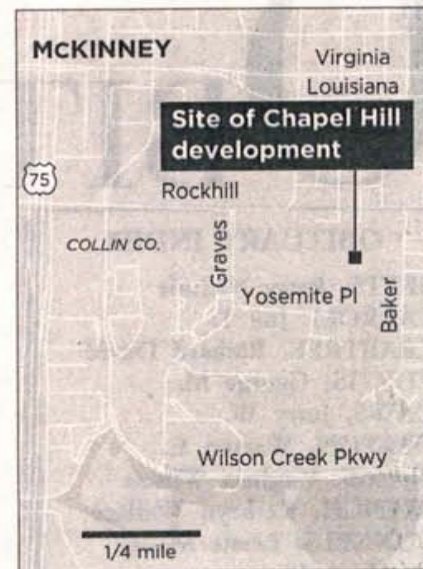 McKINNEY
Virginia
Louisiana
Site of Chapel Hill
development
75
Rockhill
COLLIN CO.
Graves
Yosemite Pl
Baker
Wilson Creek Pkwy
1/4 mile